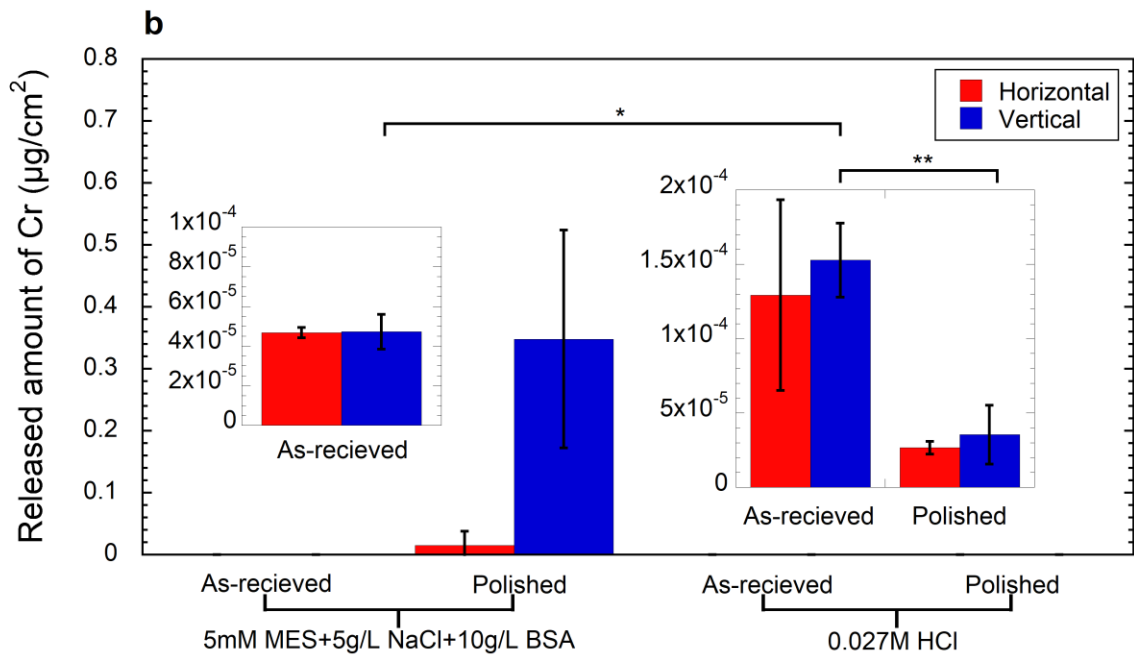 b
Released amount of Cr (µg/cm²)
0.8
0.7
0.6
0.5
0.4
0.3
0.2
0.1
0
Horizontal
Vertical
*
**
1x10⁻⁴
8x10⁻⁵
6x10⁻⁵
4x10⁻⁵
2x10⁻⁵
0
As-recieved
2x10⁻⁴
1.5x10⁻⁴
1x10⁻⁴
5x10⁻⁵
0
As-recieved Polished
As-recieved Polished As-recieved Polished
5mM MES+5g/L NaCl+10g/L BSA 0.027M HCl